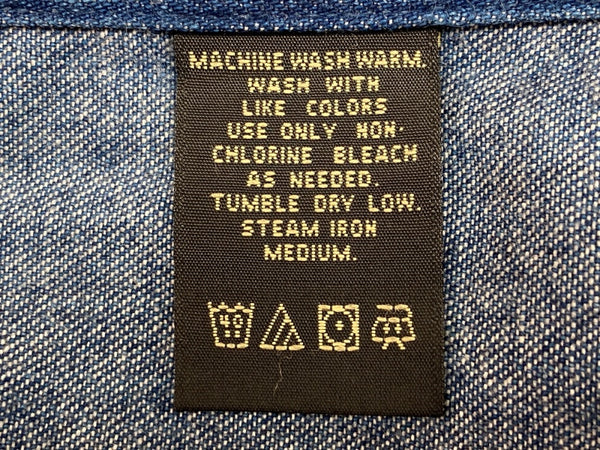 MACHINE WASH WARM.
WASH WITH
LIKE COLORS
USE ONLY NON-
CHLORINE BLEACH
AS NEEDED.
TUMBLE DRY LOW.
STEAM IRON
MEDIUM.
40